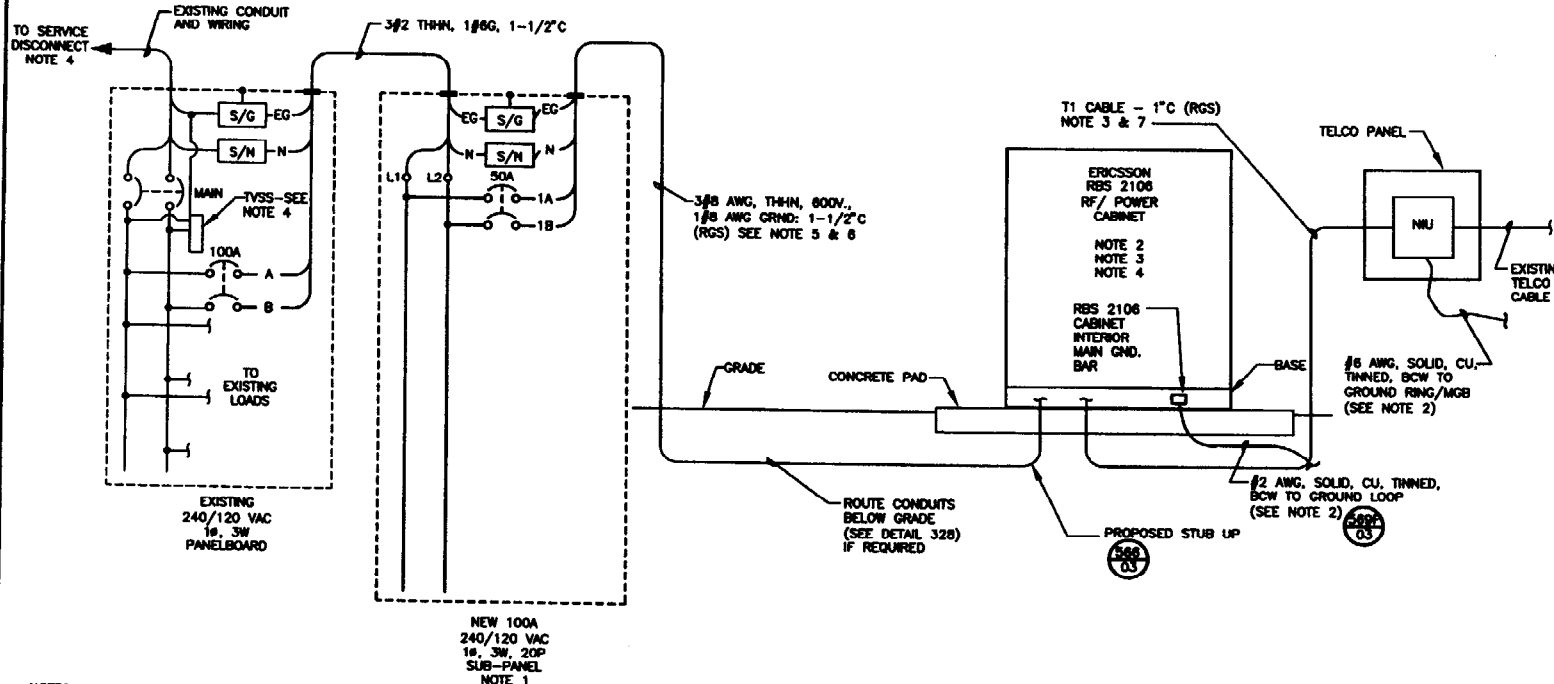 EXISTING CONDUIT
AND WIRING
TO SERVICE
DISCONNECT
NOTE 4
3#2 THHN, 1#6G, 1-1/2"C
S/G
EG
S/N
N
MAIN
TVSS-SEE
NOTE 4
100A
A
B
TO
EXISTING
LOADS
EXISTING
240/120 VAC
1ø, 3W
PANELBOARD
EG
S/G
EG
N
S/N
N
L1
L2
50A
1A
1B
NEW 100A
240/120 VAC
1ø, 3W, 20P
SUB-PANEL
NOTE 1
3#8 AWG, THHN, 600V.,
1#8 AWG GRND: 1-1/2"C
(RGS) SEE NOTE 5 & 6
GRADE
CONCRETE PAD
ROUTE CONDUITS
BELOW GRADE
(SEE DETAIL 328)
IF REQUIRED
ERICSSON
RBS 2106
RF/ POWER
CABINET
NOTE 2
NOTE 3
NOTE 4
RBS 2106
CABINET
INTERIOR
MAIN GND.
BAR
BASE
T1 CABLE - 1"C (RGS)
NOTE 3 & 7
TELCO PANEL
NIU
EXISTIN
TELCO
CABLE
#6 AWG, SOLID, CU,
TINNED, BCW TO
GROUND RING/MGB
(SEE NOTE 2)
#2 AWG, SOLID, CU, TINNED,
BCW TO GROUND LOOP
(SEE NOTE 2)
03
PROPOSED STUB UP
03